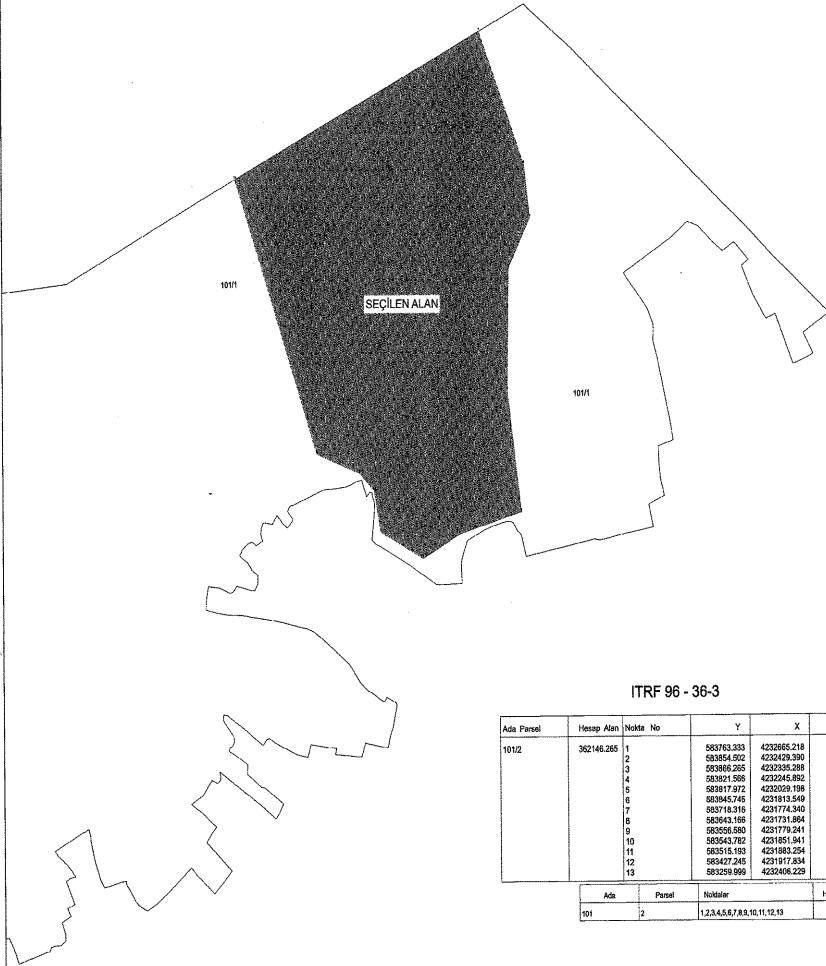 101/1
SEÇİLEN ALAN
101/1
ITRF 96 - 36-3
Ada Parsel Hesap Alan Nokta No Y X
101/2 362146.265 1 583763.333 4232665.218
2 583854.502 4232429.390
3 583866.265 4232335.288
4 583821.566 4232245.892
5 583817.972 4232029.198
6 583845.745 4231813.549
7 583718.316 4231774.340
8 583643.166 4231731.864
9 583556.580 4231779.241
10 583543.782 4231851.941
11 583515.193 4231883.254
12 583427.245 4231917.834
13 583259.999 4232406.229
Ada Parsel Noktalar H
101 2 1,2,3,4,5,6,7,8,9,10,11,12,13